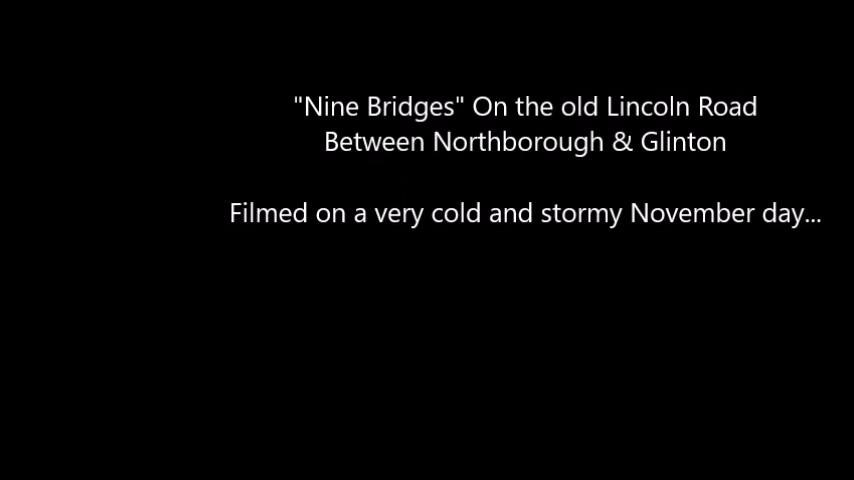 "Nine Bridges" On the old Lincoln Road
Between Northborough & Glinton
Filmed on a very cold and stormy November day...